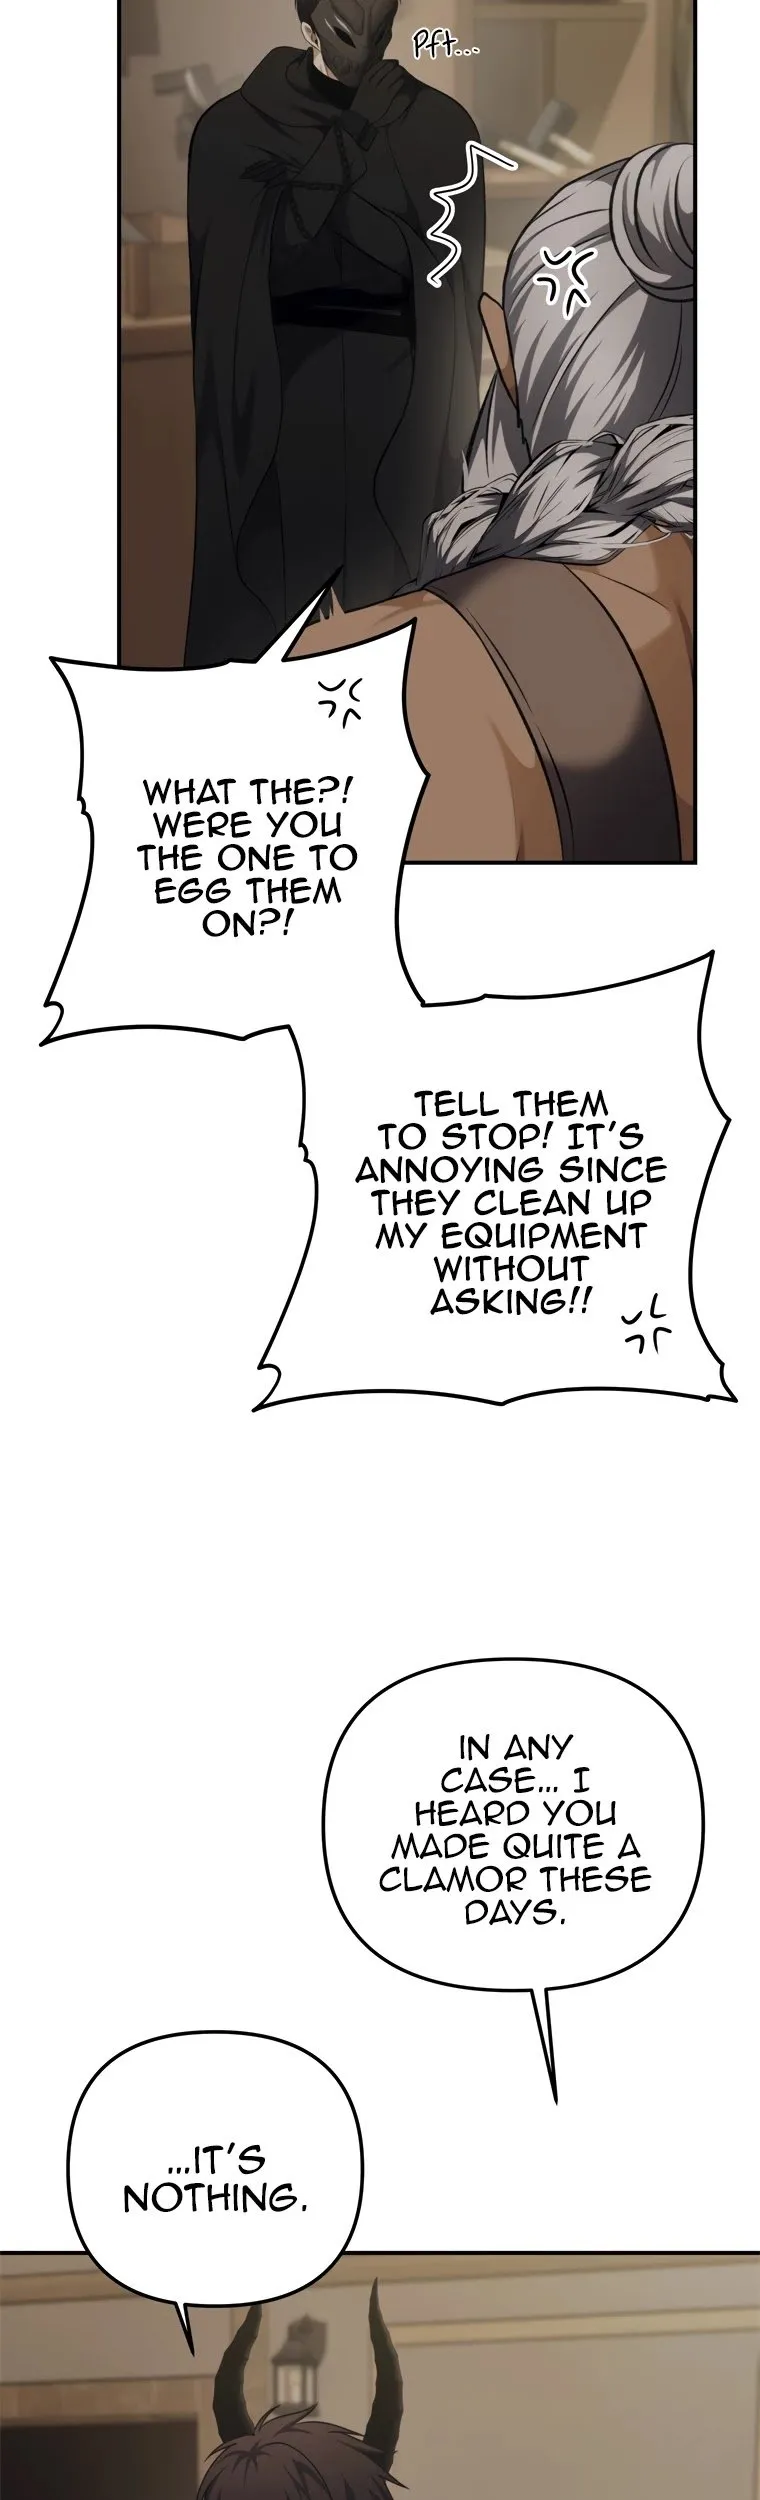 Pft...
WHAT THE?!
WERE YOU
THE ONE TO
EGG THEM
ON?!
TELL THEM
TO STOP! IT'S
ANNOYING SINCE
THEY CLEAN UP
MY EQUIPMENT
WITHOUT
ASKING!!
IN ANY
CASE... I
HEARD YOU
MADE QUITE A
CLAMOR THESE
DAYS.
...IT'S
NOTHING.